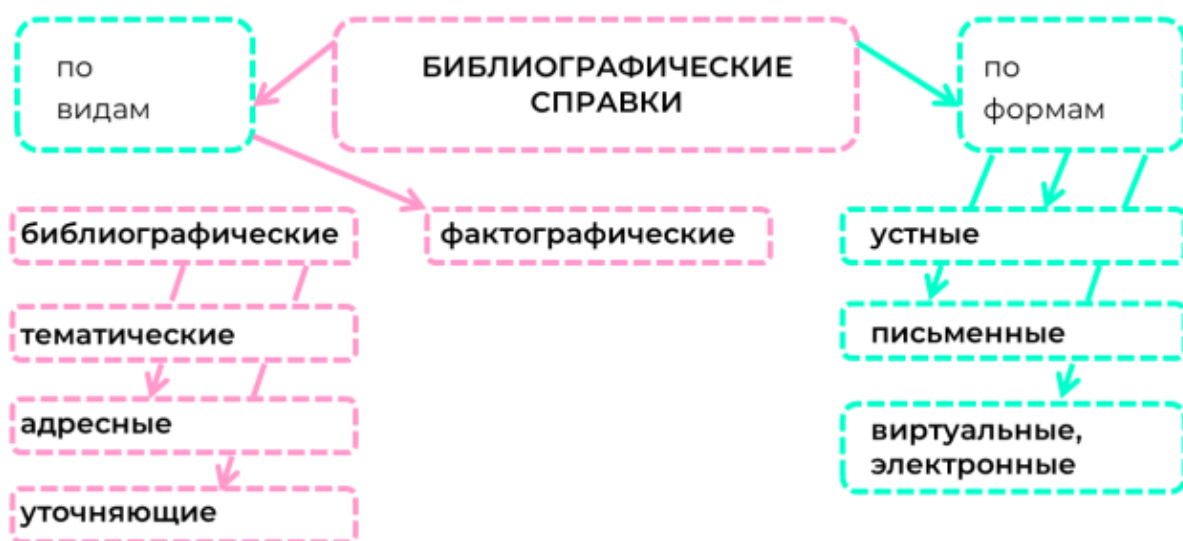 БИБЛИОГРАФИЧЕСКИЕ
СПРАВКИ
по
видам
по
формам
библиографические
фактографические
тематические
адресные
уточняющие
устные
письменные
виртуальные,
электронные